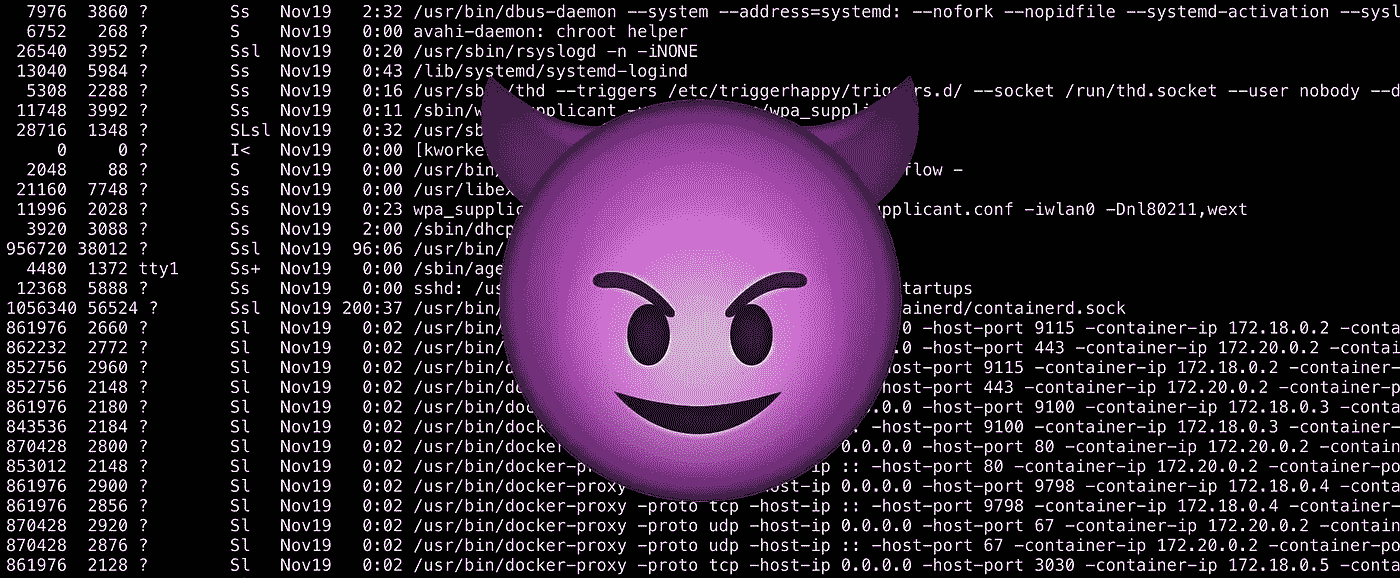 7976 3860 ? Ss Nov19 2:32 /usr/bin/dbus-daemon --system --address=systemd: --nofork --nopidfile --systemd-activation --sysl
6752 268 ? S Nov19 0:00 avahi-daemon: chroot helper
26540 3952 ? Ssl Nov19 0:20 /usr/sbin/rsyslogd -n -iNONE
13040 5984 ? Ss Nov19 0:43 /lib/systemd/systemd-logind
5308 2288 ? Ss Nov19 0:16 /usr/sb /thd --triggers /etc/triggerhappy/trig rs.d/ --socket /run/thd.socket --user nobody --d
11748 3992 ? Ss Nov19 0:11 /sbin/w upplicant - /wpa_suppli
28716 1348 ? SLsl Nov19 0:32 /usr/sb
0 0 ? I< Nov19 0:00 [kworke
2048 88 ? S Nov19 0:00 /usr/bin/ flow -
21160 7748 ? Ss Nov19 0:00 /usr/libex
11996 2028 ? Ss Nov19 0:23 wpa_supplic upplicant.conf -iwlan0 -Dnl80211,wext
3920 3088 ? Ss Nov19 2:00 /sbin/dhcp
956720 38012 ? Ssl Nov19 96:06 /usr/bin/
4480 1372 tty1 Ss+ Nov19 0:00 /sbin/age
12368 5888 ? Ss Nov19 0:00 sshd: /us tartups
1056340 56524 ? Ssl Nov19 200:37 /usr/bin/ ainerd/containerd.sock
861976 2660 ? Sl Nov19 0:02 /usr/bin/d .0 -host-port 9115 -container-ip 172.18.0.2 -conta
862232 2772 ? Sl Nov19 0:02 /usr/bin/d -host-port 443 -container-ip 172.20.0.2 -contai
852756 2960 ? Sl Nov19 0:02 /usr/bin/do .0 -host-port 9115 -container-ip 172.18.0.2 -contain
852756 2148 ? Sl Nov19 0:02 /usr/bin/do -host-port 443 -container-ip 172.20.0.2 -container
861976 2180 ? Sl Nov19 0:02 /usr/bin/doc .0.0 -host-port 9100 -container-ip 172.18.0.3 -conta
843536 2184 ? Sl Nov19 0:02 /usr/bin/dock : -host-port 9100 -container-ip 172.18.0.3 -contain
870428 2800 ? Sl Nov19 0:02 /usr/bin/docke 0.0.0.0 -host-port 80 -container-ip 172.20.0.2 -contain
853012 2148 ? Sl Nov19 0:02 /usr/bin/docker-p ip :: -host-port 80 -container-ip 172.20.0.2 -container-po
861976 2900 ? Sl Nov19 0:02 /usr/bin/docker-proxy ost-ip 0.0.0.0 -host-port 9798 -container-ip 172.18.0.4 -conta
861976 2856 ? Sl Nov19 0:02 /usr/bin/docker-proxy -proto tcp -host-ip :: -host-port 9798 -container-ip 172.18.0.4 -contain
870428 2920 ? Sl Nov19 0:02 /usr/bin/docker-proxy -proto udp -host-ip 0.0.0.0 -host-port 67 -container-ip 172.20.0.2 -contain
870428 2876 ? Sl Nov19 0:02 /usr/bin/docker-proxy -proto udp -host-ip :: -host-port 67 -container-ip 172.20.0.2 -container-po
861976 2128 ? Sl Nov19 0:02 /usr/bin/docker-proxy -proto tcp -host-ip 0.0.0.0 -host-port 3030 -container-ip 172.18.0.5 -conta